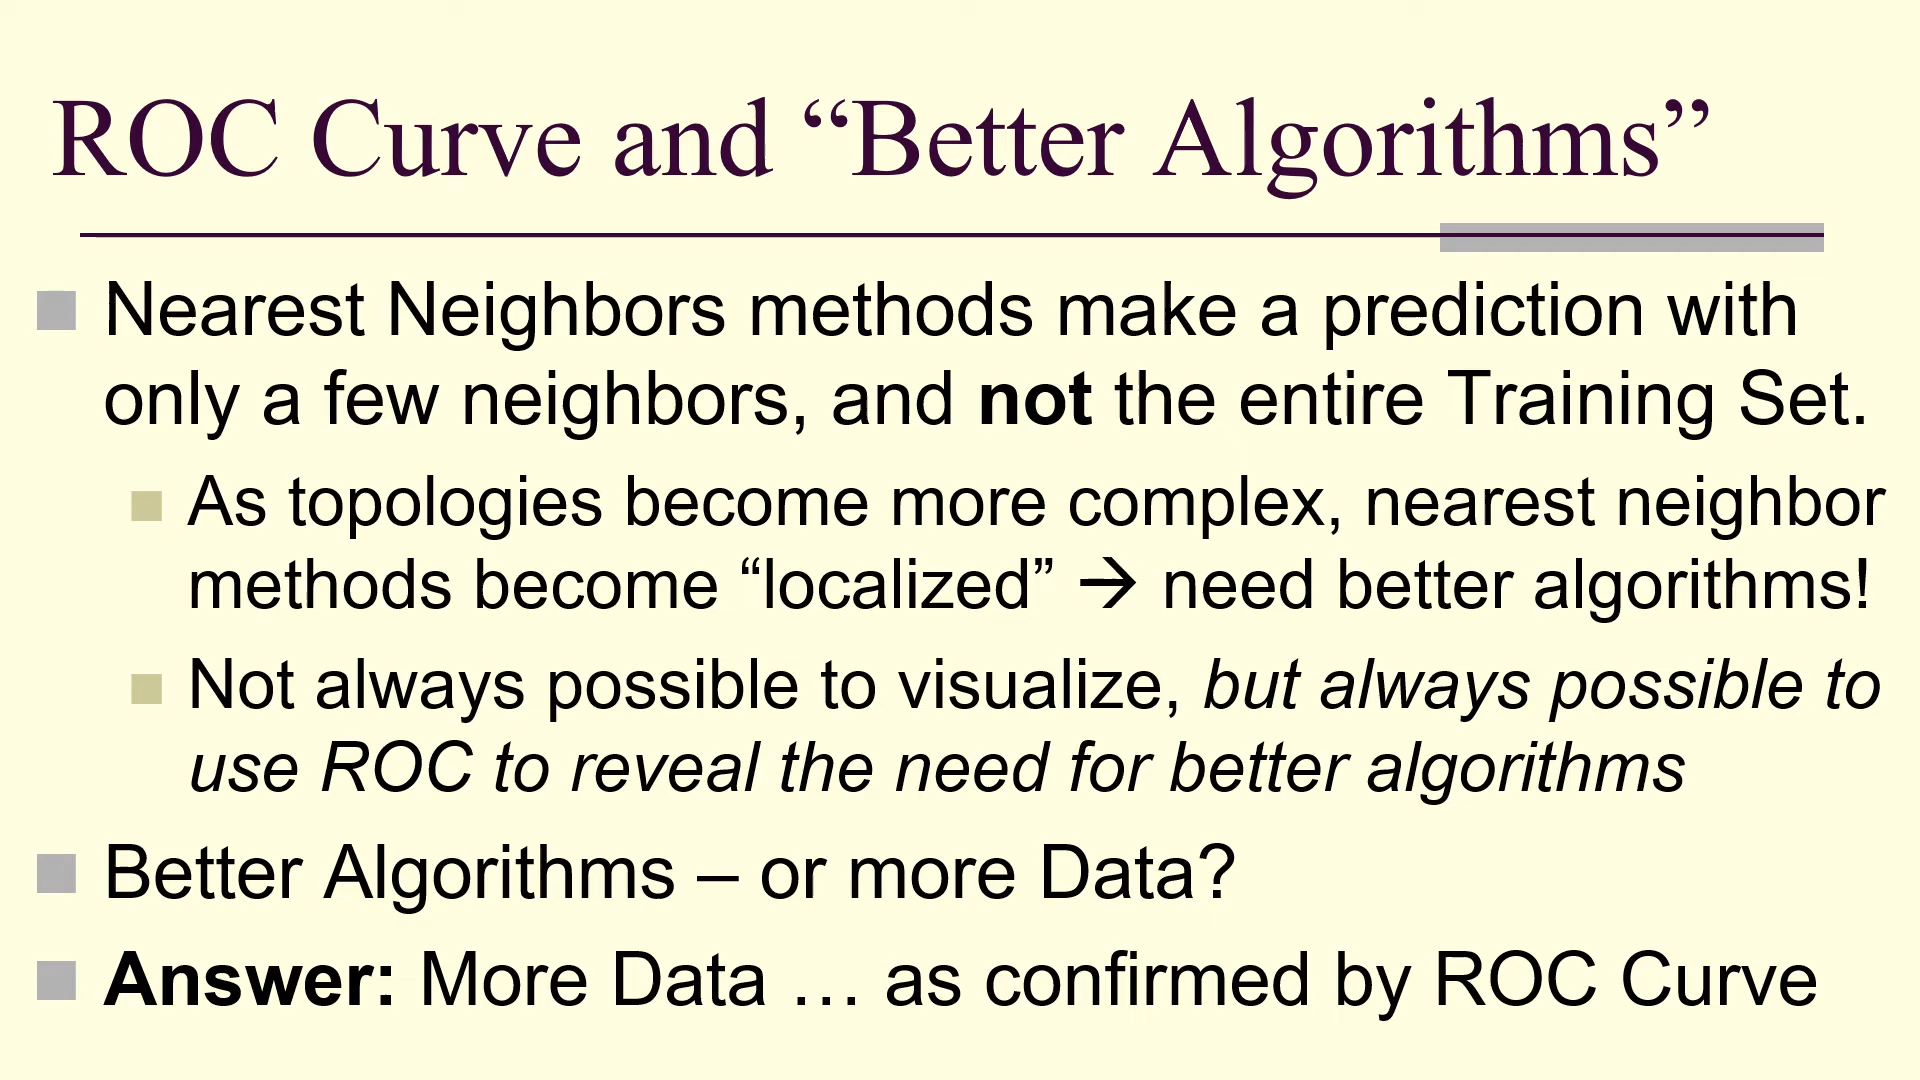 ROC Curve and “Better Algorithms”
Nearest Neighbors methods make a prediction with
only a few neighbors, and not the entire Training Set.
As topologies become more complex, nearest neighbor
methods become “localized” → need better algorithms!
Not always possible to visualize, but always possible to
use ROC to reveal the need for better algorithms
Better Algorithms – or more Data?
Answer: More Data … as confirmed by ROC Curve